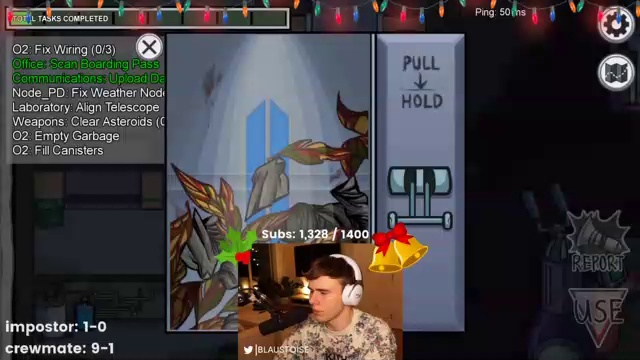 TOTAL TASKS COMPLETED
Ping: 50 ms
O2: Fix Wiring (0/3)
Office: Scan Boarding Pass
Communications: Upload Da
Node_PD: Fix Weather Node
Laboratory: Align Telescope
Weapons: Clear Asteroids (0
O2: Empty Garbage
O2: Fill Canisters
PULL
HOLD
Subs: 1,328 / 1400
REPORT
USE
impostor: 1-0
crewmate: 9-1